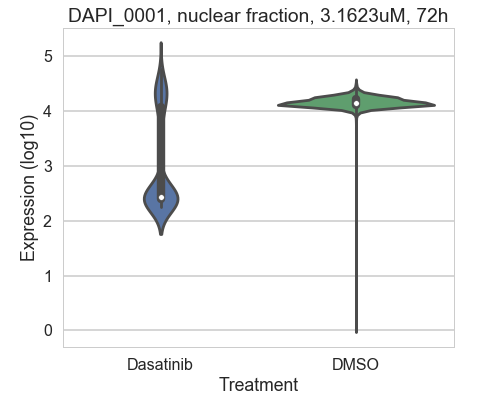 DAPI_0001, nuclear fraction, 3.1623uM, 72h
Expression (log10)
5
4
3
2
1
0
Dasatinib
DMSO
Treatment